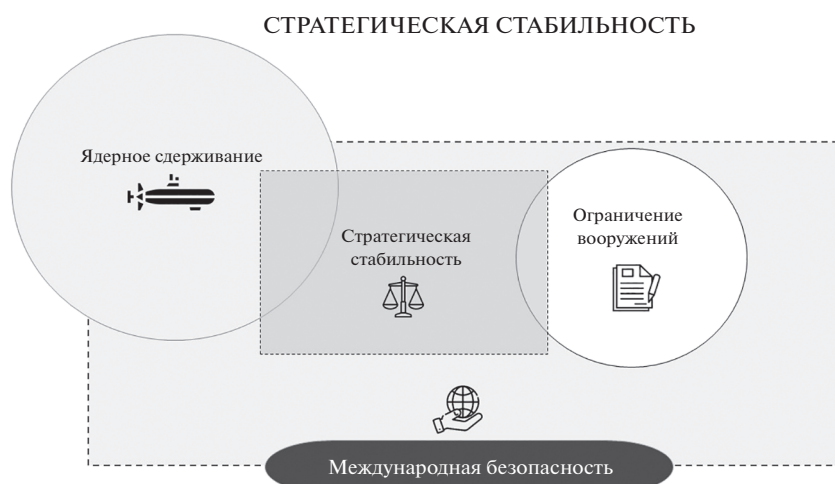 СТРАТЕГИЧЕСКАЯ СТАБИЛЬНОСТЬ
Ядерное сдерживание
Стратегическая
стабильность
Ограничение
вооружений
Международная безопасность